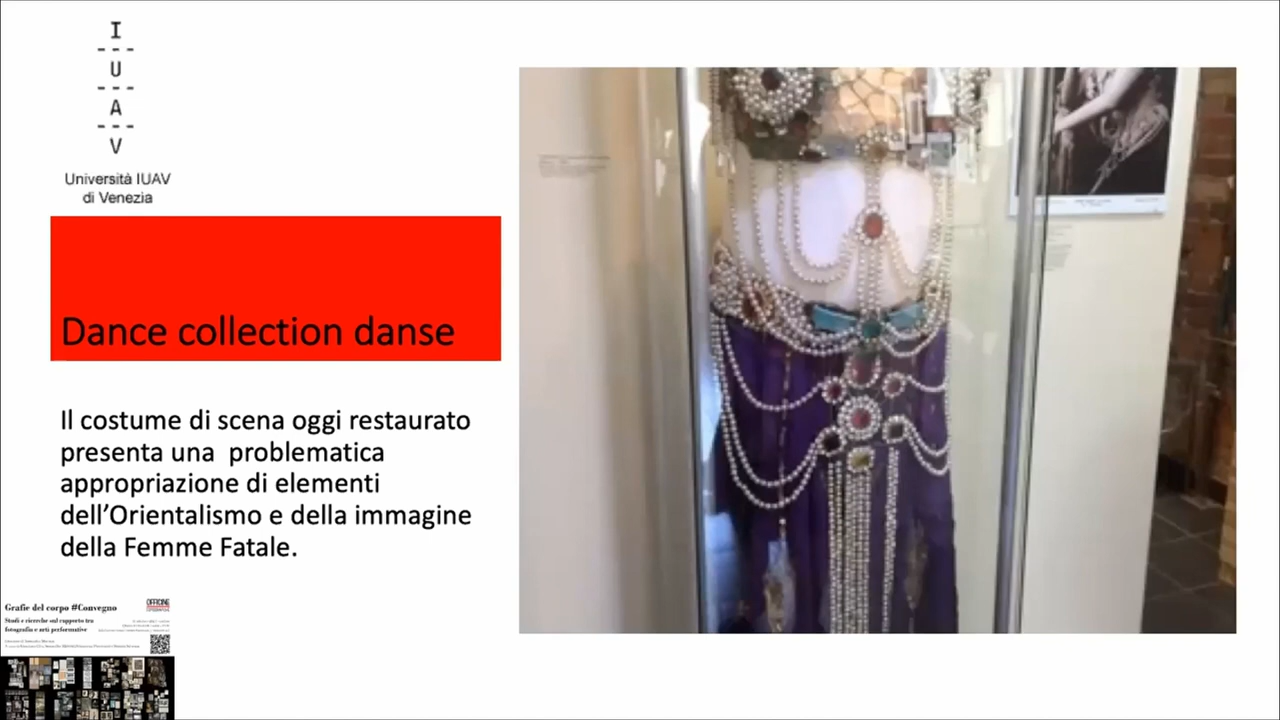 I
U
A
V
Università IUAV
di Venezia
Dance collection danse
Il costume di scena oggi restaurato
presenta una problematica
appropriazione di elementi
dell’Orientalismo e della immagine
della Femme Fatale.
Grafie del corpo #Convegno
OFFICINE
Studi e ricerche sul rapporto tra
fotografia e arti performative